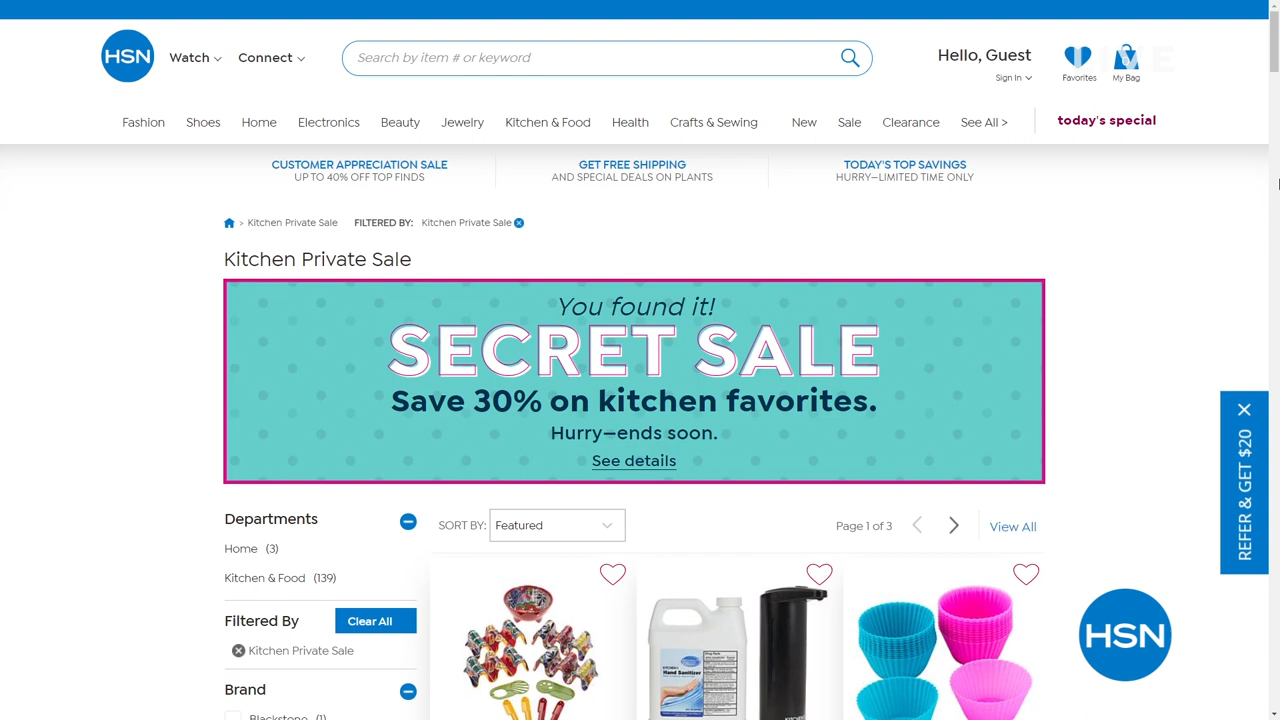 HSN
Watch
Connect
Search by item # or keyword
Hello, Guest
Sign In
Favorites
My Bag
Fashion
Shoes
Home
Electronics
Beauty
Jewelry
Kitchen & Food
Health
Crafts & Sewing
New
Sale
Clearance
See All >
today's special
CUSTOMER APPRECIATION SALE
UP TO 40% OFF TOP FINDS
GET FREE SHIPPING
AND SPECIAL DEALS ON PLANTS
TODAY'S TOP SAVINGS
HURRY—LIMITED TIME ONLY
> Kitchen Private Sale FILTERED BY: Kitchen Private Sale
Kitchen Private Sale
You found it!
SECRET SALE
Save 30% on kitchen favorites.
Hurry—ends soon.
See details
REFER & GET $20
Departments
Home (3)
Kitchen & Food (139)
Filtered By
Clear All
Kitchen Private Sale
Brand
Blackstone (1)
SORT BY: Featured
Page 1 of 3
View All
Hand Sanitizer
HSN